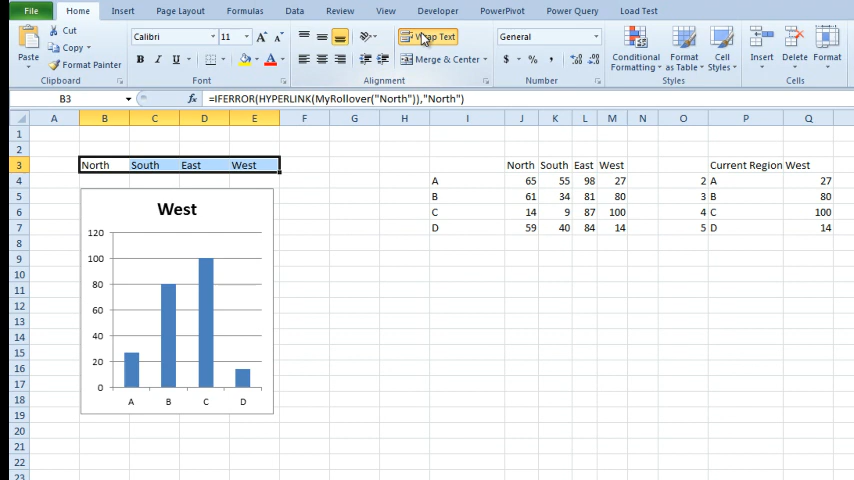 File Home Insert Page Layout Formulas Data Review View Developer PowerPivot Power Query Load Test
Cut
Copy
Format Painter
Paste
Clipboard
Calibri 11 A A
B I U A
Font
Wrap Text
Merge & Center
Alignment
General
$ % ,
Number
Conditional Formatting
Format as Table
Cell Styles
Styles
Insert Delete Format
Cells
B3 fx =IFERROR(HYPERLINK(MyRollover("North")),"North")
A B C D E F G H I J K L M N O P Q
1
2
3 North South East West North South East West Current Region West
4 A 65 55 98 27 2 A 27
5 B 61 34 81 80 3 B 80
6 C 14 9 87 100 4 C 100
7 D 59 40 84 14 5 D 14
8
9
10
11
12
13
14
15
16
17
18
19
20
21
22
23
West
120
100
80
60
40
20
0
A B C D